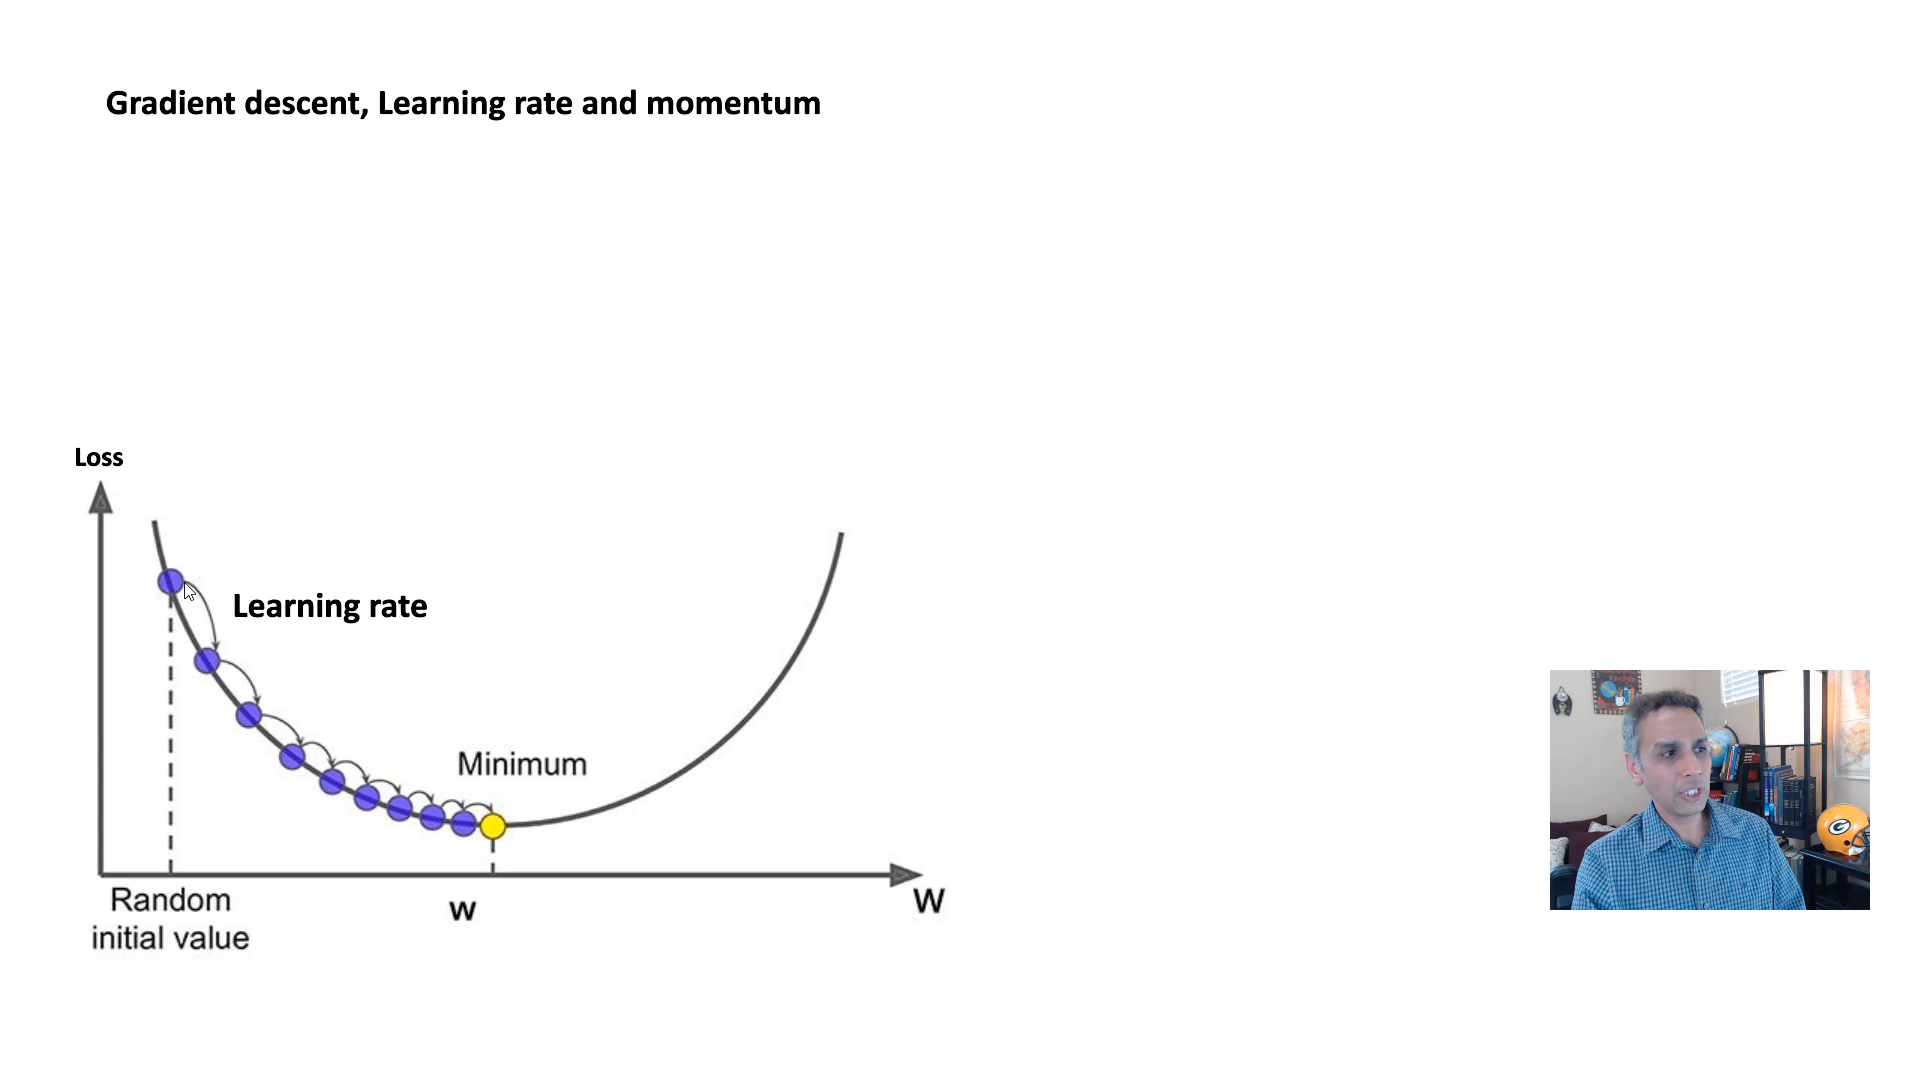 Gradient descent, Learning rate and momentum
Loss
Learning rate
Minimum
Random
initial value
w
W
G